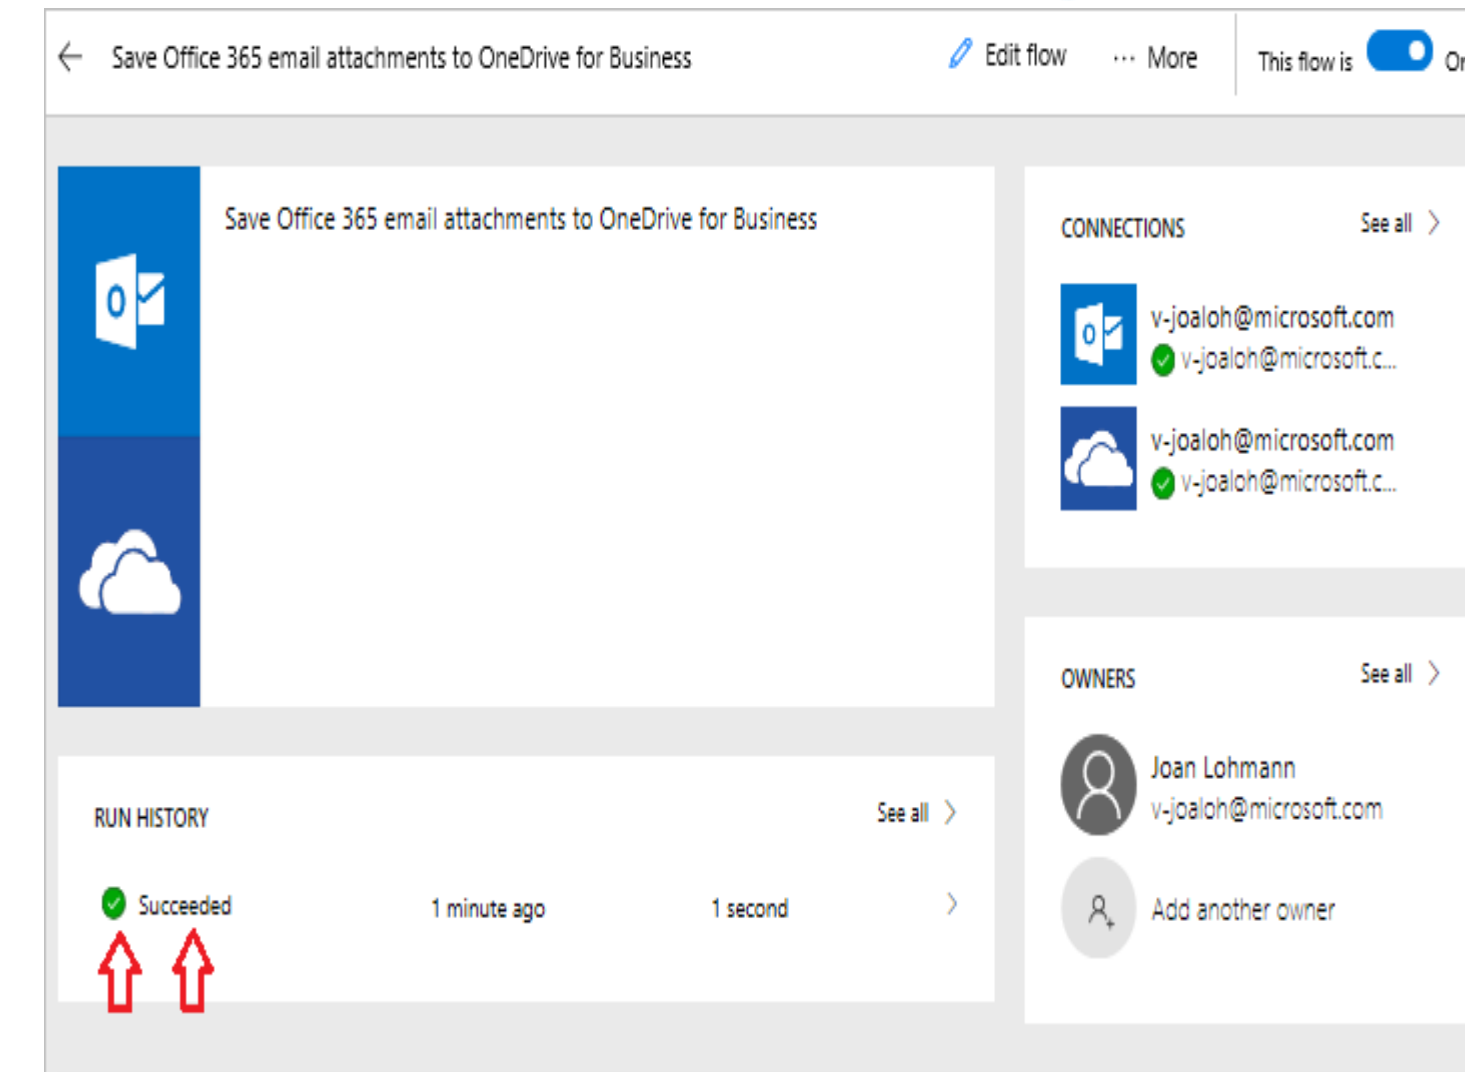 Save Office 365 email attachments to OneDrive for Business
Edit flow
··· More
This flow is
Save Office 365 email attachments to OneDrive for Business
CONNECTIONS
See all
v-joaloh@microsoft.com
v-joaloh@microsoft.c...
v-joaloh@microsoft.com
v-joaloh@microsoft.c...
OWNERS
See all
Joan Lohmann
v-joaloh@microsoft.com
Add another owner
RUN HISTORY
See all
Succeeded
1 minute ago
1 second